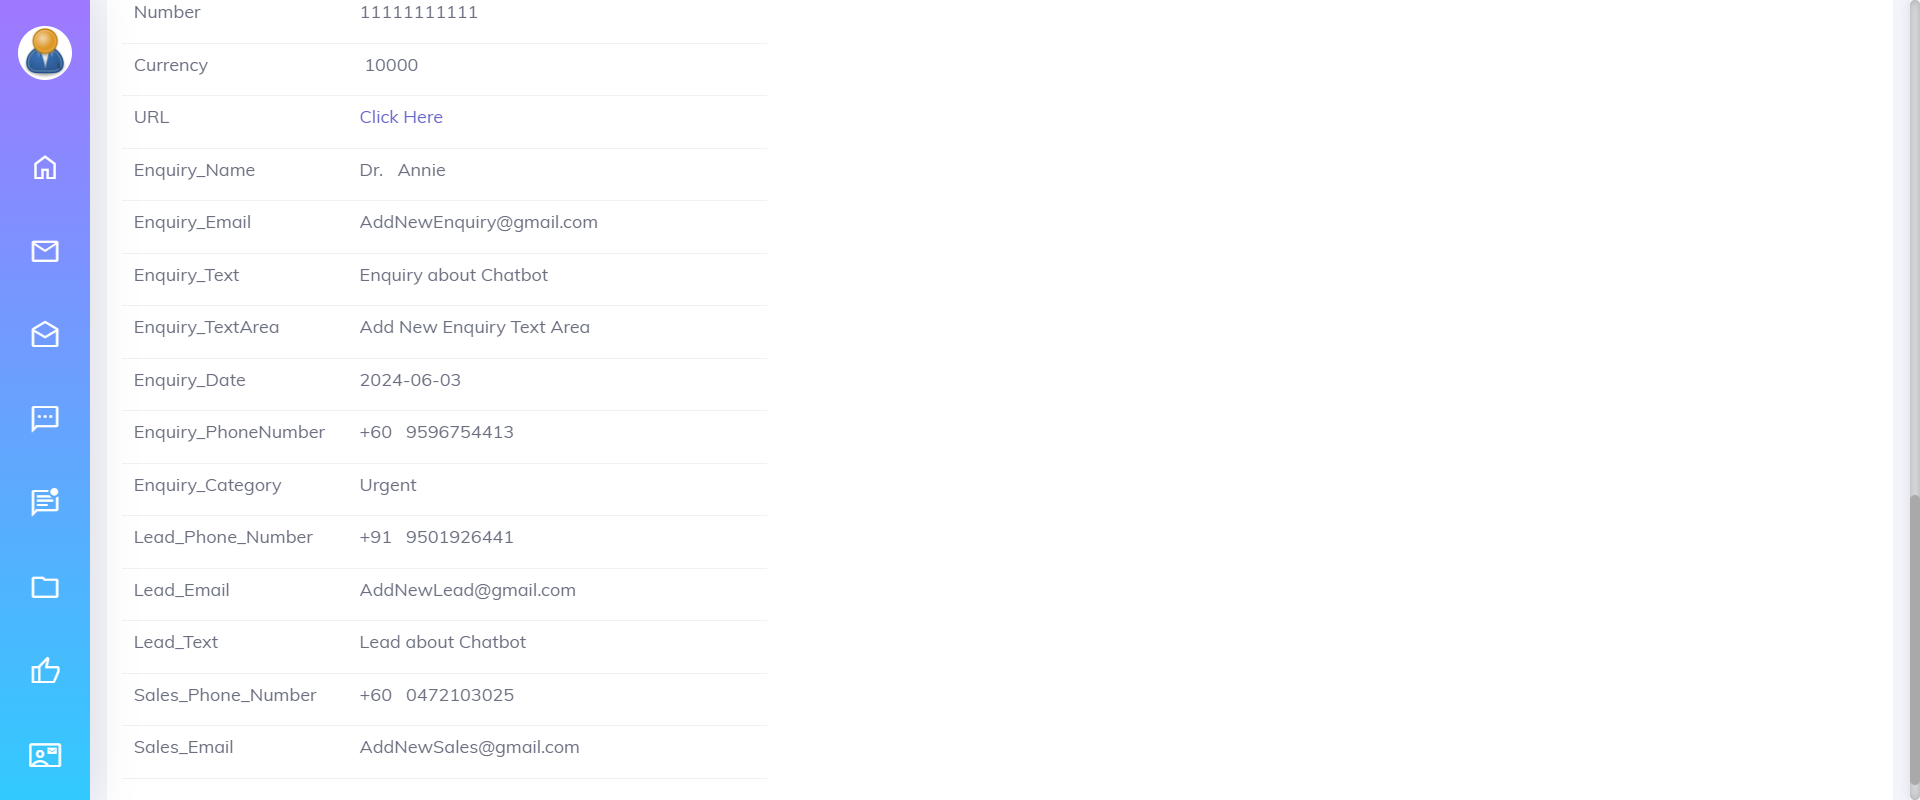 Number 11111111111
Currency 10000
URL Click Here
Enquiry_Name Dr. Annie
Enquiry_Email AddNewEnquiry@gmail.com
Enquiry_Text Enquiry about Chatbot
Enquiry_TextArea Add New Enquiry Text Area
Enquiry_Date 2024-06-03
Enquiry_PhoneNumber +60 9596754413
Enquiry_Category Urgent
Lead_Phone_Number +91 9501926441
Lead_Email AddNewLead@gmail.com
Lead_Text Lead about Chatbot
Sales_Phone_Number +60 0472103025
Sales_Email AddNewSales@gmail.com